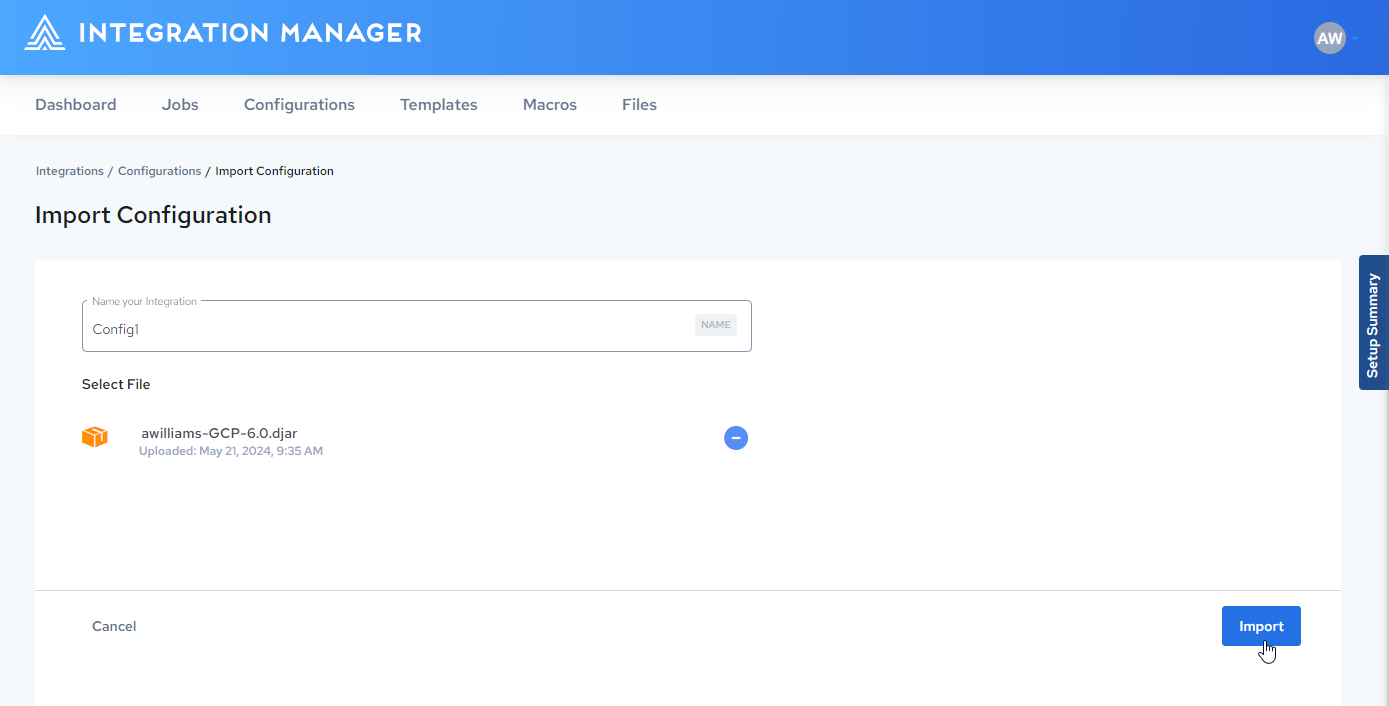 INTEGRATION MANAGER
AW
Dashboard Jobs Configurations Templates Macros Files
Integrations / Configurations / Import Configuration
Import Configuration
Name your Integration
Config1
NAME
Select File
awilliams-GCP-6.0.djar
Uploaded: May 21, 2024, 9:35 AM
Cancel
Import
Setup Summary